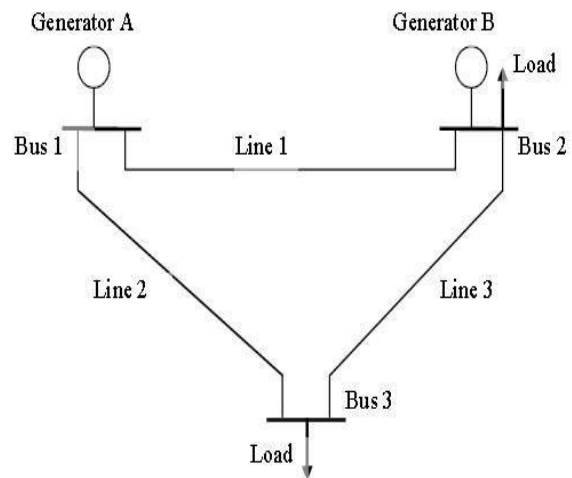 Generator A
Generator B
Load
Bus 1
Line 1
Bus 2
Line 2
Line 3
Bus 3
Load